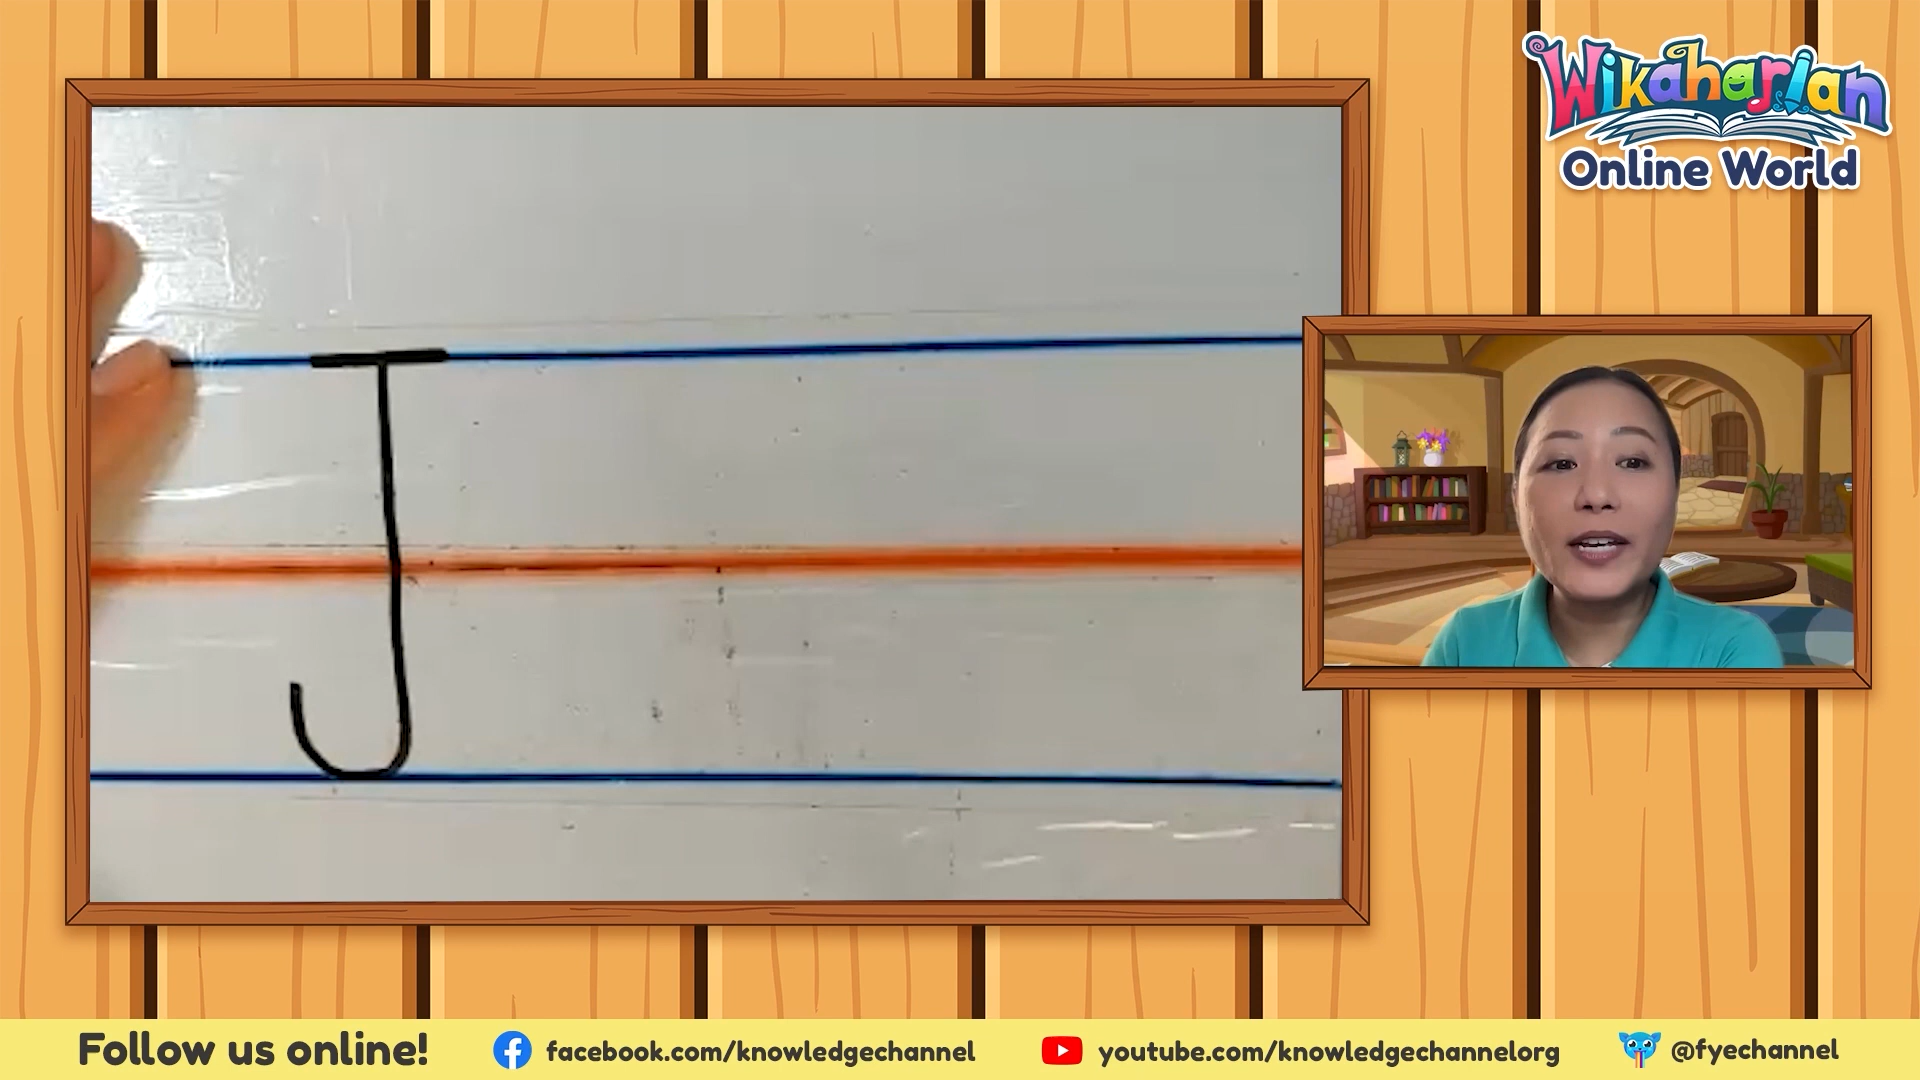 Wikaharian
Online World
J
Follow us online!
facebook.com/knowledgechannel
youtube.com/knowledgechannelorg
@fyechannel